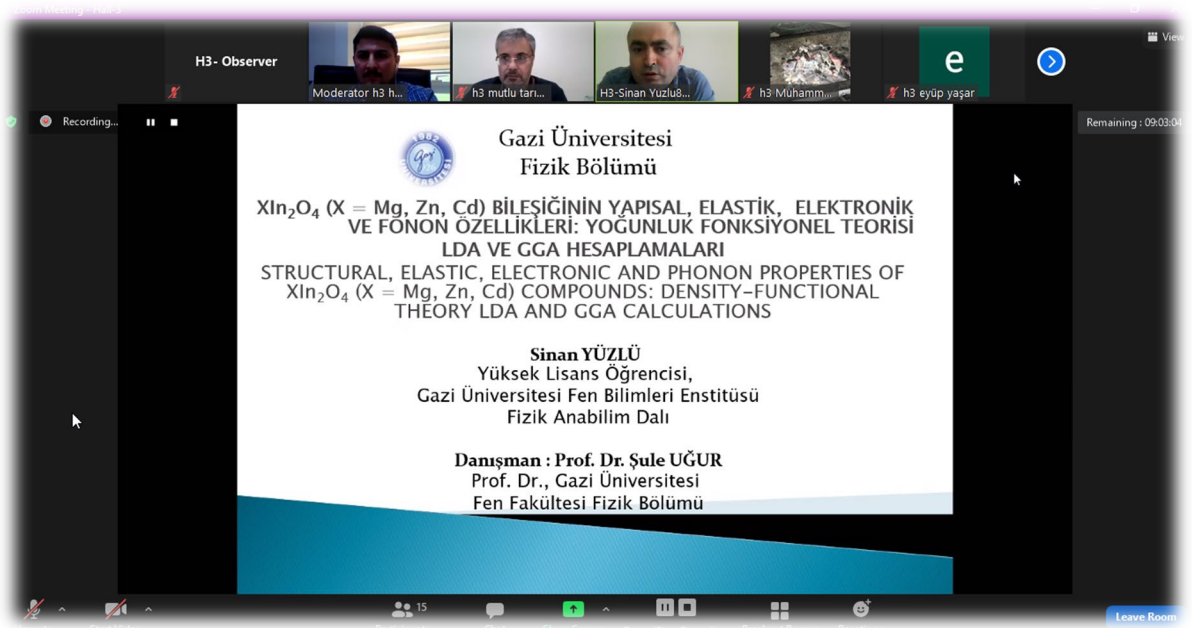 Zoom Meeting - Hall-3
View
H3- Observer
Moderator h3 h...
h3 mutlu tarı...
H3-Sinan Yuzlu8...
h3 Muhamm...
e
h3 eyüp yaşar
Recording...
Remaining : 09:03:04
1982
gazi
Gazi Üniversitesi
Fizik Bölümü
XIn₂O₄ (X = Mg, Zn, Cd) BİLEŞİĞİNİN YAPISAL, ELASTİK, ELEKTRONİK
VE FONON ÖZELLİKLERİ: YOĞUNLUK FONKSİYONEL TEORİSİ
LDA VE GGA HESAPLAMALARI
STRUCTURAL, ELASTIC, ELECTRONIC AND PHONON PROPERTIES OF
XIn₂O₄ (X = Mg, Zn, Cd) COMPOUNDS: DENSITY-FUNCTIONAL
THEORY LDA AND GGA CALCULATIONS
Sinan YÜZLÜ
Yüksek Lisans Öğrencisi,
Gazi Üniversitesi Fen Bilimleri Enstitüsü
Fizik Anabilim Dalı
Danışman : Prof. Dr. Şule UĞUR
Prof. Dr., Gazi Üniversitesi
Fen Fakültesi Fizik Bölümü
15
Leave Room